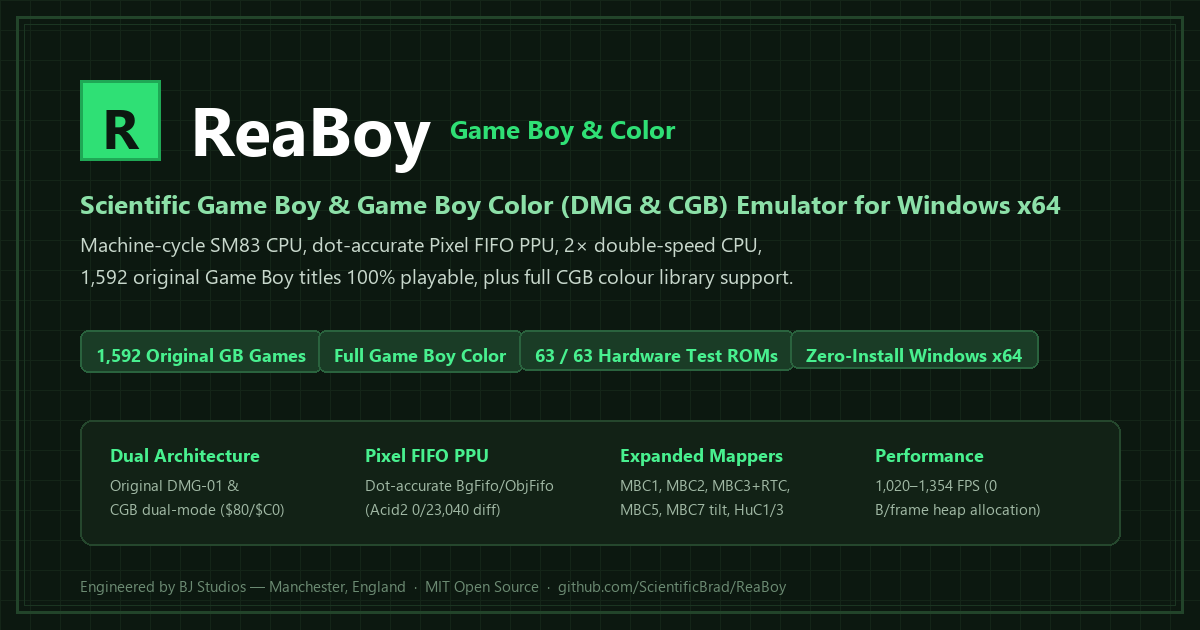 R
ReaBoy
Game Boy & Color
Scientific Game Boy & Game Boy Color (DMG & CGB) Emulator for Windows x64
Machine-cycle SM83 CPU, dot-accurate Pixel FIFO PPU, 2× double-speed CPU,
1,592 original Game Boy titles 100% playable, plus full CGB colour library support.
1,592 Original GB Games
Full Game Boy Color
63 / 63 Hardware Test ROMs
Zero-Install Windows x64
Dual Architecture
Original DMG-01 &
CGB dual-mode ($80/$C0)
Pixel FIFO PPU
Dot-accurate BgFifo/ObjFifo
(Acid2 0/23,040 diff)
Expanded Mappers
MBC1, MBC2, MBC3+RTC,
MBC5, MBC7 tilt, HuC1/3
Performance
1,020–1,354 FPS (0
B/frame heap allocation)
Engineered by BJ Studios — Manchester, England · MIT Open Source · github.com/ScientificBrad/ReaBoy